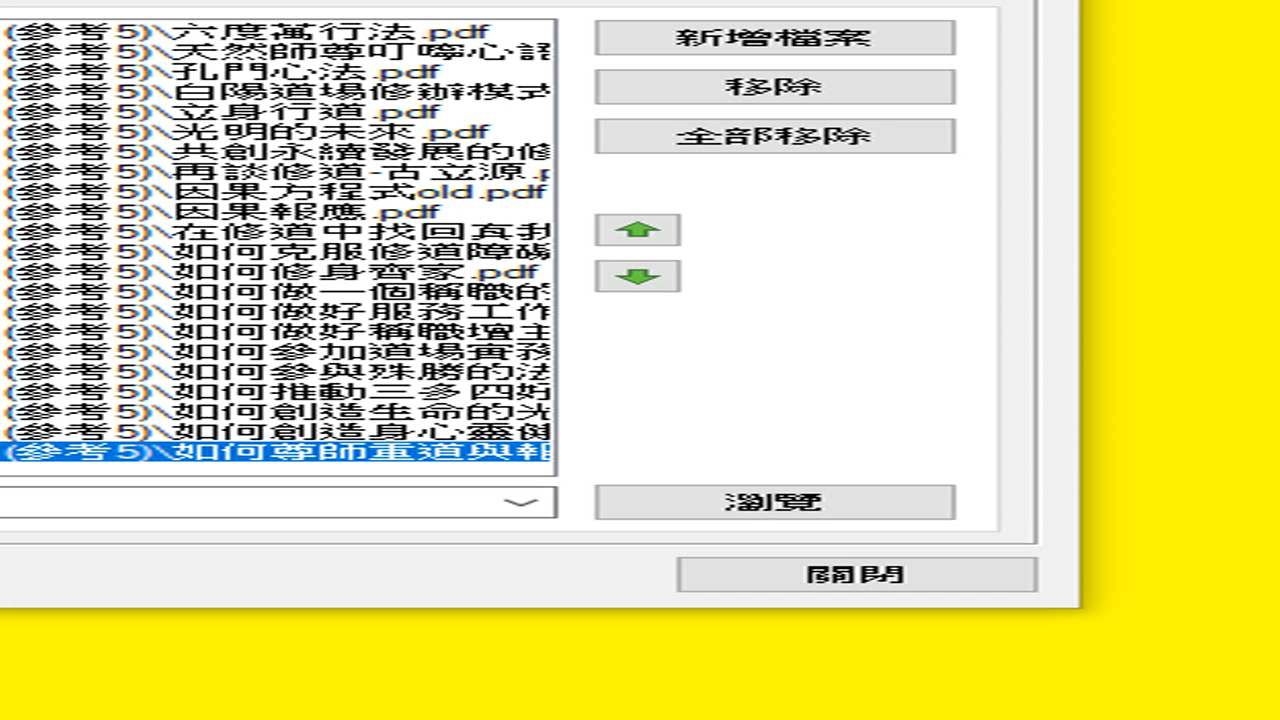 (參考5)\六度萬行法.pdf
(參考5)\天然師尊叮嚀心語
(參考5)\孔門心法.pdf
(參考5)\白陽道場修辦模式
(參考5)\立身行道.pdf
(參考5)\光明的未來.pdf
(參考5)\共創永續發展的修
(參考5)\再談修道-古立源.p
(參考5)\因果方程式old.pdf
(參考5)\因果報應.pdf
(參考5)\在修道中找回真我
(參考5)\如何克服修道障礙
(參考5)\如何修身齊家.pdf
(參考5)\如何做一個稱職的
(參考5)\如何做好服務工作
(參考5)\如何做好稱職壇主
(參考5)\如何參加道場實務
(參考5)\如何參與殊勝的法
(參考5)\如何推動三多四好
(參考5)\如何創造生命的光
(參考5)\如何創造身心靈健
(參考5)\如何尊師重道與報
新增檔案
移除
全部移除
瀏覽
關閉